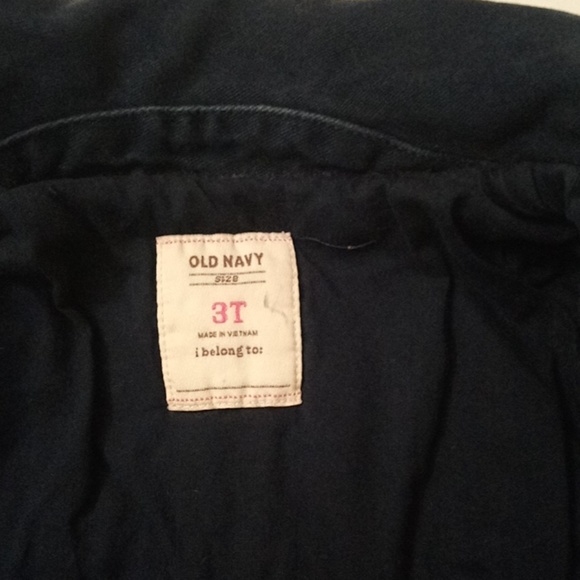 OLD NAVY
SIZE
3T
MADE IN VIETNAM
i belong to: